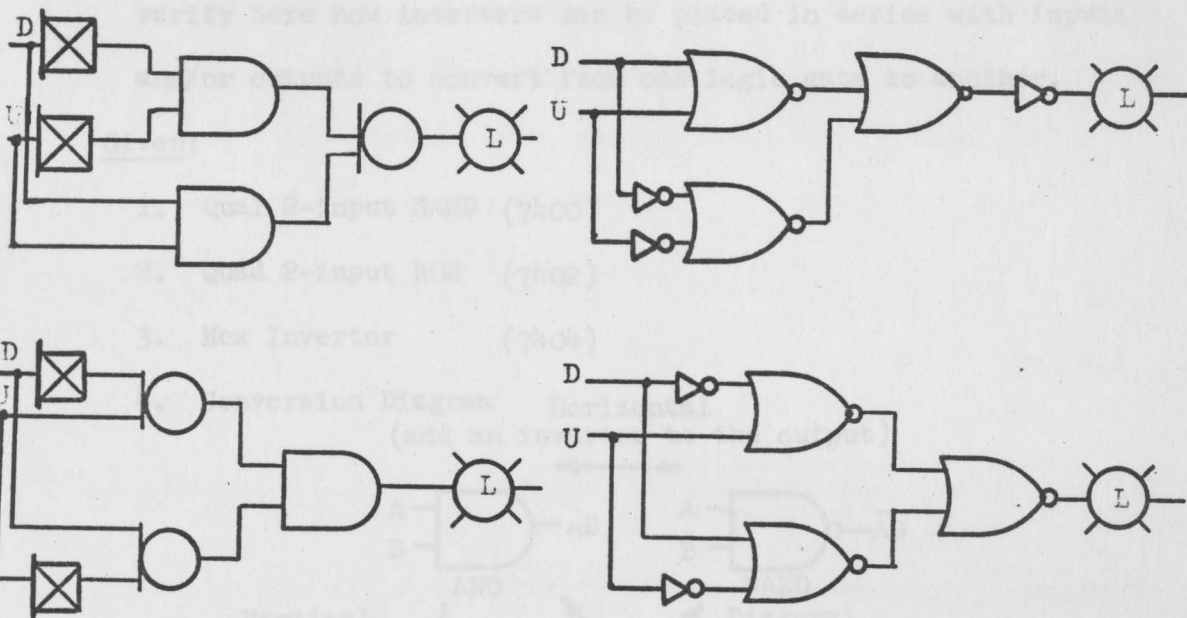 verify here how inverters can be placed in series with inputs
and/or outputs to convert from one logic gate to another.
Given:
1. Quad 2-input NAND (7400)
2. Quad 2-input NOR (7402)
3. Hex Inverter (7404)
4. Conversion Diagram Horizontal
(add an inverter to the output)
D
U
L
D
U
L
D
U
L
D
U
L
A
B
AB
A
B
AB
AND
NAND
Vertical
Diagonal